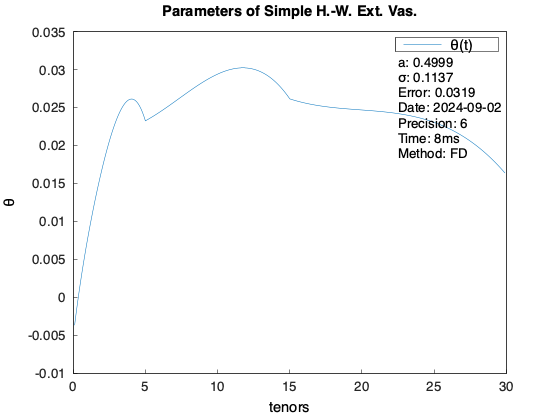 Parameters of Simple H.-W. Ext. Vas.
θ(t)
a: 0.4999
σ: 0.1137
Error: 0.0319
Date: 2024-09-02
Precision: 6
Time: 8ms
Method: FD
0.035
0.03
0.025
0.02
0.015
0.01
0.005
0
-0.005
-0.01
θ
0 5 10 15 20 25 30
tenors